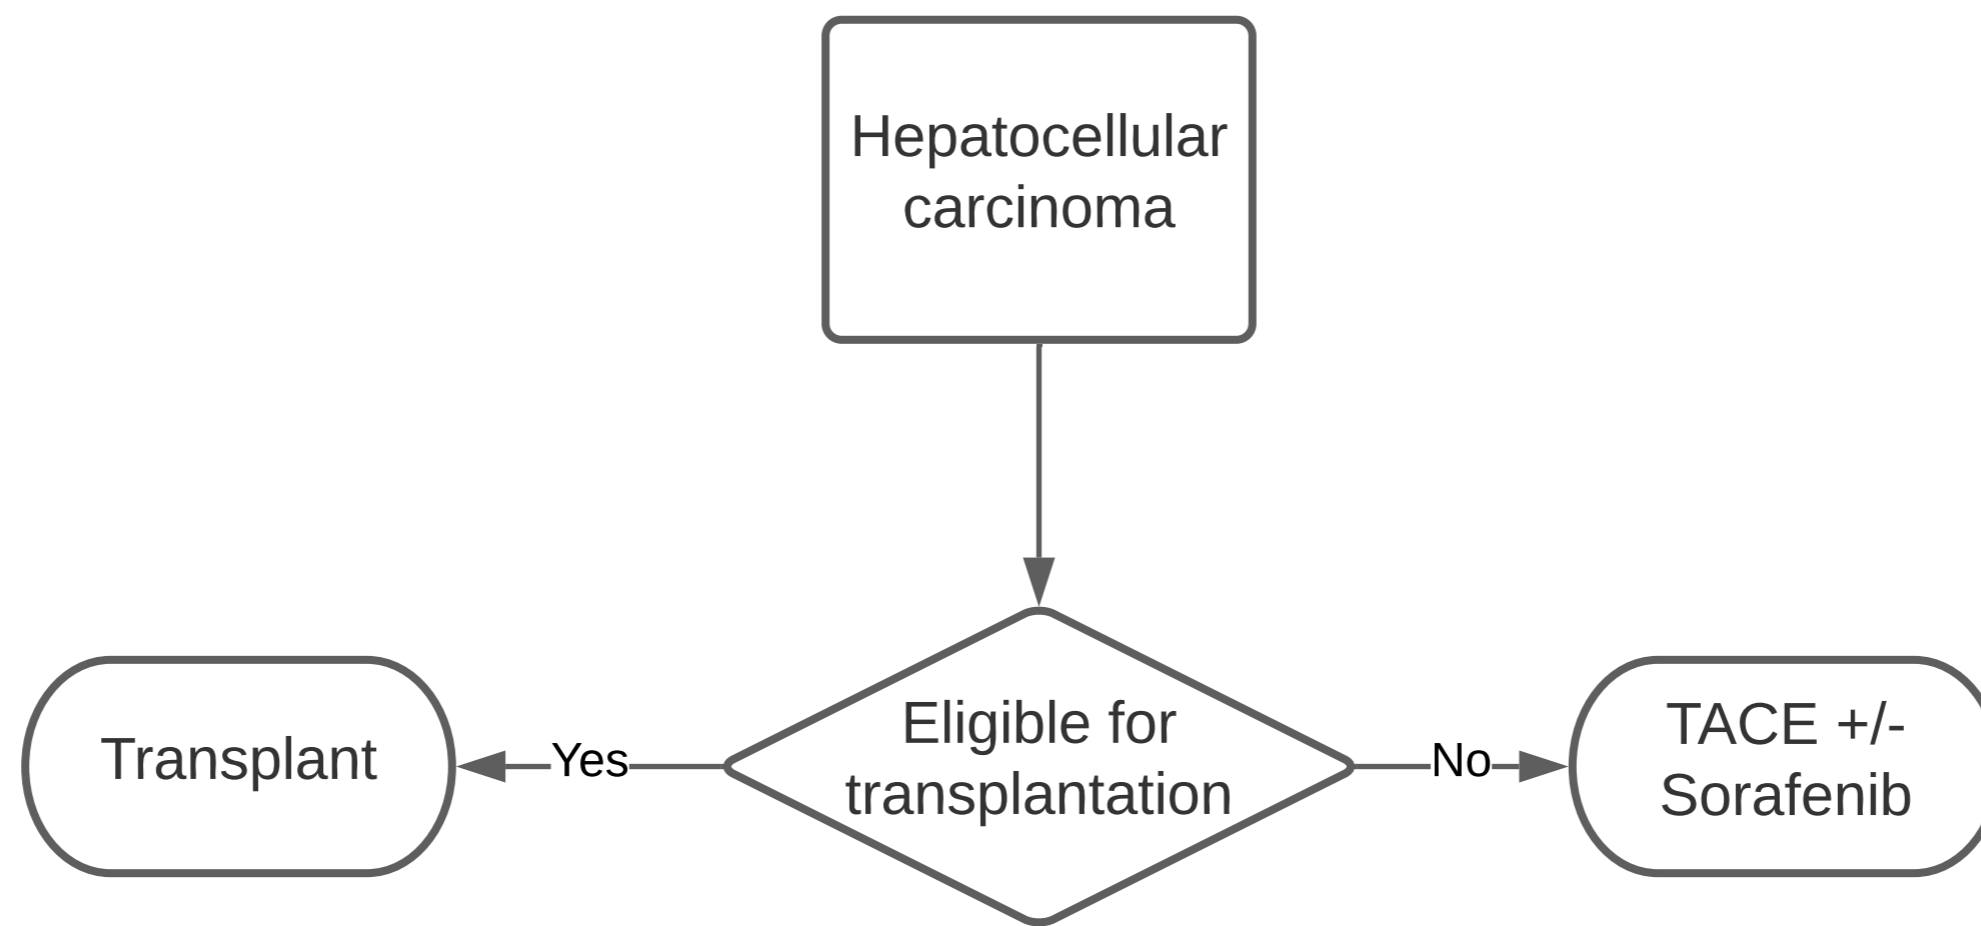 Hepatocellular
carcinoma
Eligible for
transplantation
Yes
Transplant
No
TACE +/-
Sorafenib